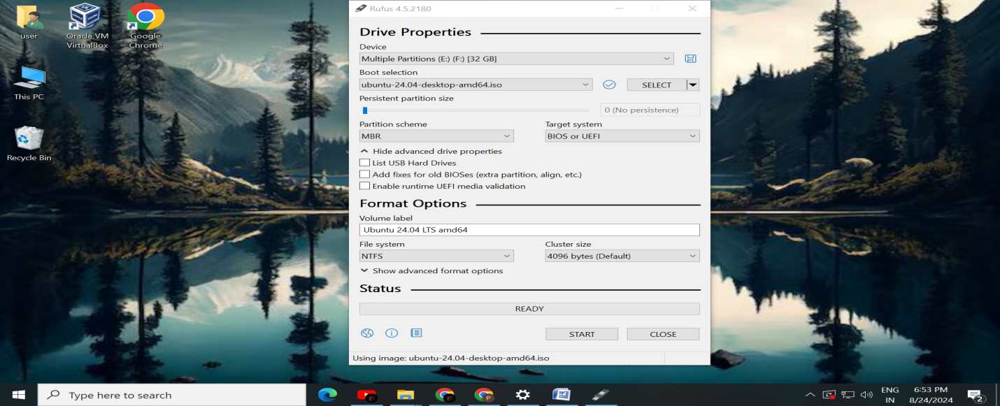 user
Oracle VM
VirtualBox
Google
Chrome
This PC
Recycle Bin
Rufus 4.5.2180
Drive Properties
Device
Multiple Partitions (E:) (F:) [32 GB]
Boot selection
ubuntu-24.04-desktop-amd64.iso
SELECT
Persistent partition size
0 (No persistence)
Partition scheme
Target system
MBR
BIOS or UEFI
Hide advanced drive properties
List USB Hard Drives
Add fixes for old BIOSes (extra partition, align, etc.)
Enable runtime UEFI media validation
Format Options
Volume label
Ubuntu 24.04 LTS amd64
File system
Cluster size
NTFS
4096 bytes (Default)
Show advanced format options
Status
READY
START
CLOSE
Using image: ubuntu-24.04-desktop-amd64.iso
Type here to search
P
W
ENG
IN
6:53 PM
8/24/2024
2